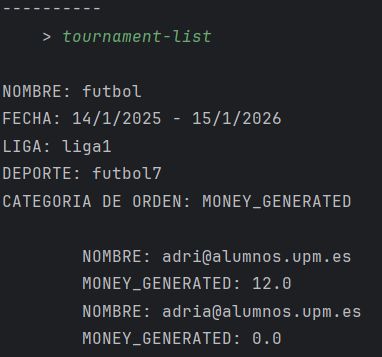 ----------
> tournament-list
NOMBRE: futbol
FECHA: 14/1/2025 - 15/1/2026
LIGA: liga1
DEPORTE: futbol7
CATEGORIA DE ORDEN: MONEY_GENERATED
NOMBRE: adri@alumnos.upm.es
MONEY_GENERATED: 12.0
NOMBRE: adria@alumnos.upm.es
MONEY_GENERATED: 0.0